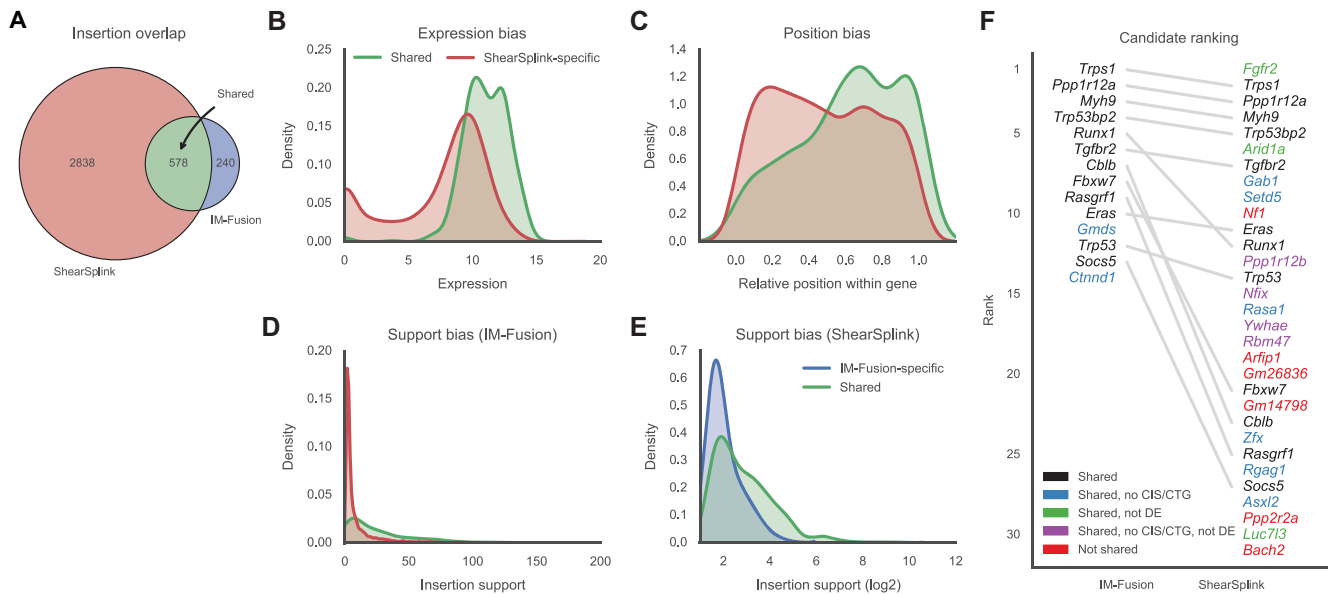 A
Insertion overlap
Shared
2838
578
240
IM-Fusion
ShearSplink
B
Expression bias
Shared
ShearSplink-specific
Density
0.25
0.20
0.15
0.10
0.05
0.00
0
5
10
15
20
Expression
C
Position bias
Density
1.4
1.2
1.0
0.8
0.6
0.4
0.2
0.0
0.0
0.2
0.4
0.6
0.8
1.0
Relative position within gene
D
Support bias (IM-Fusion)
Density
0.20
0.15
0.10
0.05
0.00
0
50
100
150
200
Insertion support
E
Support bias (ShearSplink)
IM-Fusion-specific
Shared
Density
0.7
0.6
0.5
0.4
0.3
0.2
0.1
0.0
2
4
6
8
10
12
Insertion support (log2)
F
Candidate ranking
Rank
1
5
10
15
20
25
30
Trps1
Ppp1r12a
Myh9
Trp53bp2
Runx1
Tgfbr2
Cblb
Fbxw7
Rasgrf1
Eras
Gmds
Trp53
Socs5
Ctnnd1
Fgfr2
Trps1
Ppp1r12a
Myh9
Trp53bp2
Arid1a
Tgfbr2
Gab1
Setd5
Nf1
Eras
Runx1
Ppp1r12b
Trp53
Nfix
Rasa1
Ywhae
Rbm47
Arfip1
Gm26836
Fbxw7
Gm14798
Cblb
Zfx
Rasgrf1
Rgag1
Socs5
Asxl2
Ppp2r2a
Luc7l3
Bach2
Shared
Shared, no CIS/CTG
Shared, not DE
Shared, no CIS/CTG, not DE
Not shared
IM-Fusion
ShearSplink